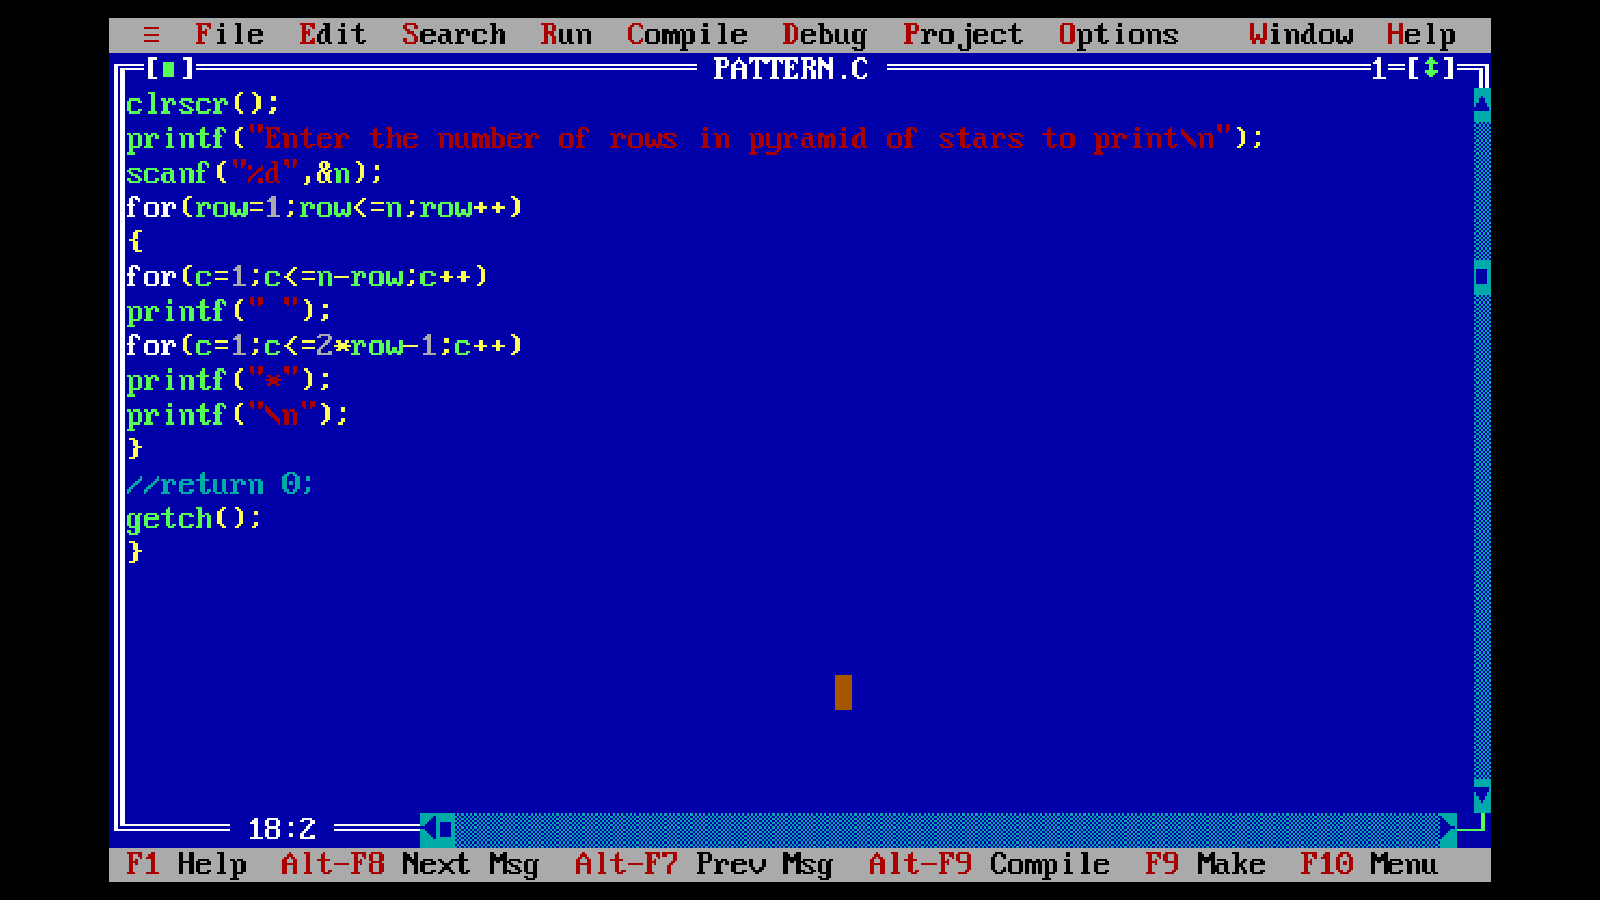 ≡ File Edit Search Run Compile Debug Project Options Window Help
[■] PATTERN.C 1=[↕]
clrscr();
printf("Enter the number of rows in pyramid of stars to print\n");
scanf("%d",&n);
for(row=1;row<=n;row++)
{
for(c=1;c<=n-row;c++)
printf(" ");
for(c=1;c<=2*row-1;c++)
printf("*");
printf("\n");
}
//return 0;
getch();
}
18:2
F1 Help Alt-F8 Next Msg Alt-F7 Prev Msg Alt-F9 Compile F9 Make F10 Menu